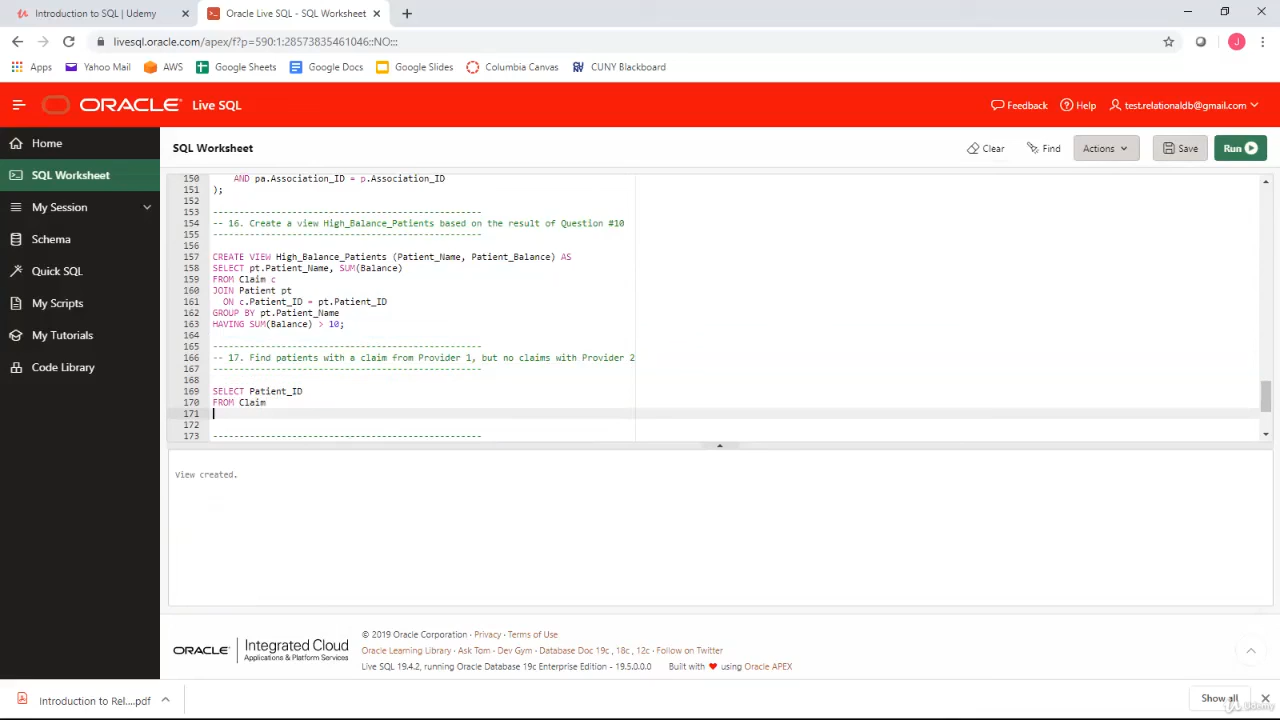 Introduction to SQL | Udemy
Oracle Live SQL - SQL Worksheet
livesql.oracle.com/apex/f?p=590:1:28573835461046::NO:::
J
Apps
Yahoo Mail
AWS
Google Sheets
Google Docs
Google Slides
Columbia Canvas
CUNY Blackboard
ORACLE Live SQL
Feedback
Help
test.relationaldb@gmail.com
Home
SQL Worksheet
My Session
Schema
Quick SQL
My Scripts
My Tutorials
Code Library
SQL Worksheet
Clear
Find
Actions
Save
Run
150 AND pa.Association_ID = p.Association_ID
151 );
152
153 -------------------------------------------------
154 -- 16. Create a view High_Balance_Patients based on the result of Question #10
155 -------------------------------------------------
156
157 CREATE VIEW High_Balance_Patients (Patient_Name, Patient_Balance) AS
158 SELECT pt.Patient_Name, SUM(Balance)
159 FROM Claim c
160 JOIN Patient pt
161 ON c.Patient_ID = pt.Patient_ID
162 GROUP BY pt.Patient_Name
163 HAVING SUM(Balance) > 10;
164
165 -------------------------------------------------
166 -- 17. Find patients with a claim from Provider 1, but no claims with Provider 2
167 -------------------------------------------------
168
169 SELECT Patient_ID
170 FROM Claim
171
172
173 -------------------------------------------------
View created.
ORACLE | Integrated Cloud
Applications & Platform Services
© 2019 Oracle Corporation · Privacy · Terms of Use
Oracle Learning Library · Ask Tom · Dev Gym · Database Doc 19c, 18c, 12c · Follow on Twitter
Live SQL 19.4.2, running Oracle Database 19c Enterprise Edition - 19.5.0.0.0 Built with ♥ using Oracle APEX
Introduction to Rel....pdf
Show all
Udemy